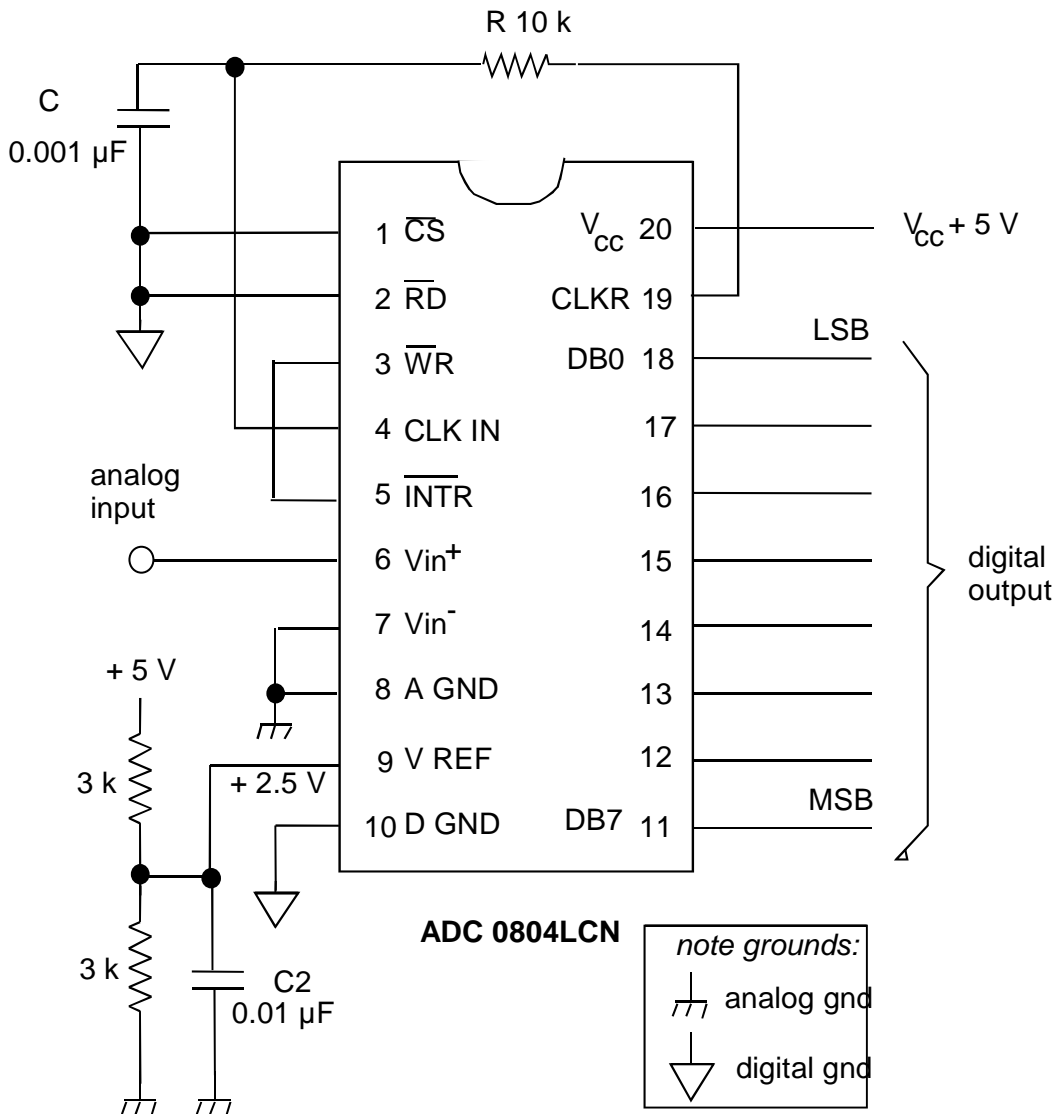 R 10 k
C
0.001 µF
1 CS
2 RD
3 WR
4 CLK IN
5 INTR
6 Vin+
7 Vin-
8 A GND
9 V REF
10 D GND
Vcc 20
CLKR 19
DB0 18
17
16
15
14
13
12
DB7 11
Vcc + 5 V
LSB
MSB
digital
output
analog
input
+ 5 V
3 k
+ 2.5 V
3 k
C2
0.01 µF
ADC 0804LCN
note grounds:
analog gnd
digital gnd